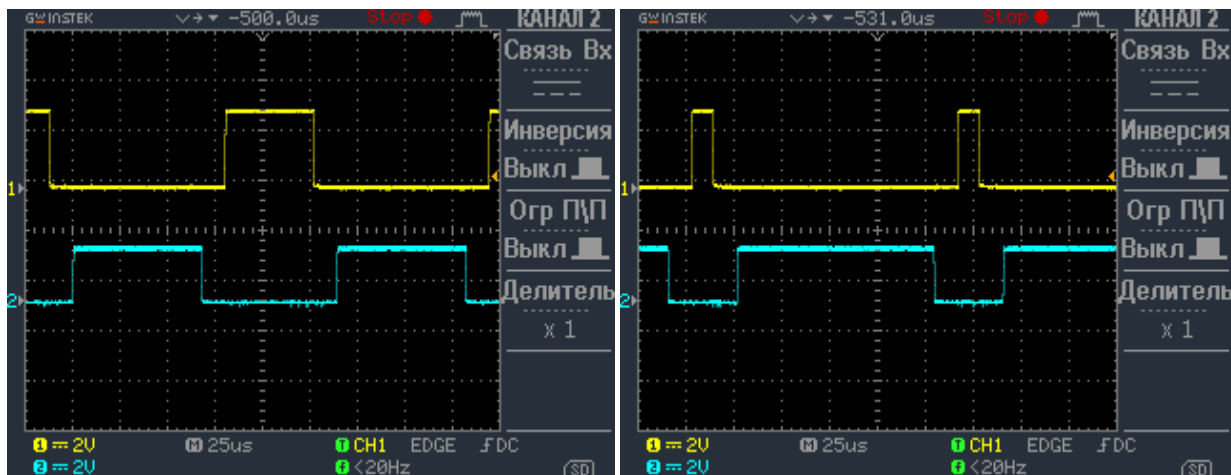 GWINSTEK -500.0us Stop КАНАЛ 2
Связь Вх
Инверсия
Выкл
1
Огр П\П
Выкл
2
Делитель
x 1
1 2V M 25us T CH1 EDGE DC
2 2V f <20Hz SD
GWINSTEK -531.0us Stop КАНАЛ 2
Связь Вх
Инверсия
Выкл
1
Огр П\П
Выкл
2
Делитель
x 1
1 2V M 25us T CH1 EDGE DC
2 2V f <20Hz SD